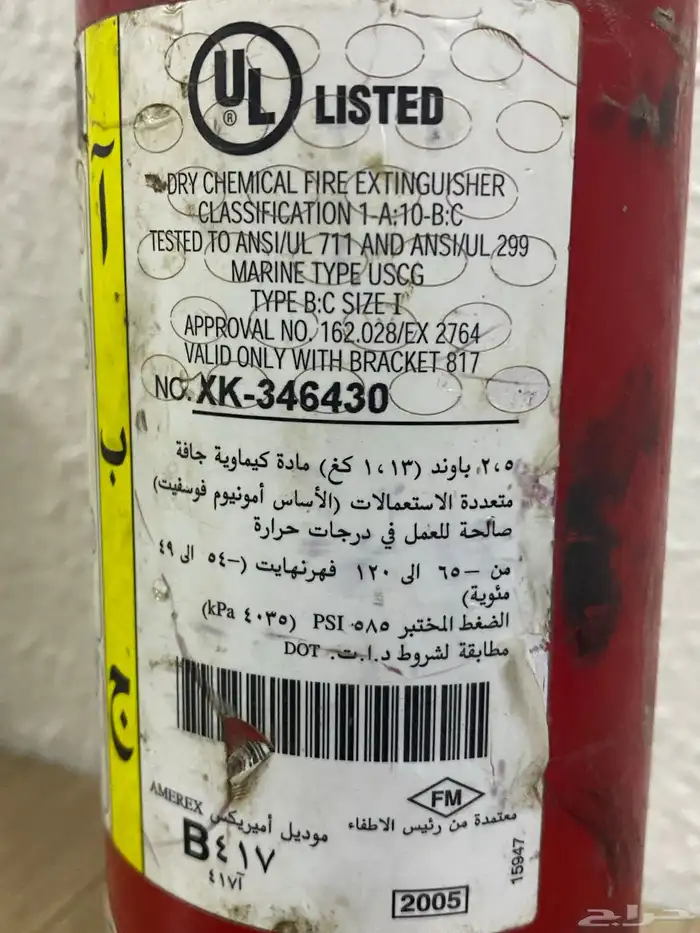 UL ® LISTED
DRY CHEMICAL FIRE EXTINGUISHER
CLASSIFICATION 1-A:10-B:C
TESTED TO ANSI/UL 711 AND ANSI/UL 299
MARINE TYPE USCG
TYPE B:C SIZE I
APPROVAL NO. 162.028/EX 2764
VALID ONLY WITH BRACKET 817
NO. XK-346430
٢،٥ باوند (١،١٣ كغ) مادة كيماوية جافة
متعددة الاستعمالات (الأساس أمونيوم فوسفيت)
صالحة للعمل في درجات حرارة
من –٦٥ الى ١٢٠ فهرنهايت (–٥٤ الى ٤٩
مئوية)
الضغط المختبر ٥٨٥ PSI (٤٠٣٥ kPa)
مطابقة لشروط د.ا.ت. DOT
FM
معتمدة من رئيس الاطفاء
موديل أميريكس AMEREX
B٤١٧
٤١٧آ
2005
15947
آ
ب
ج
حراج